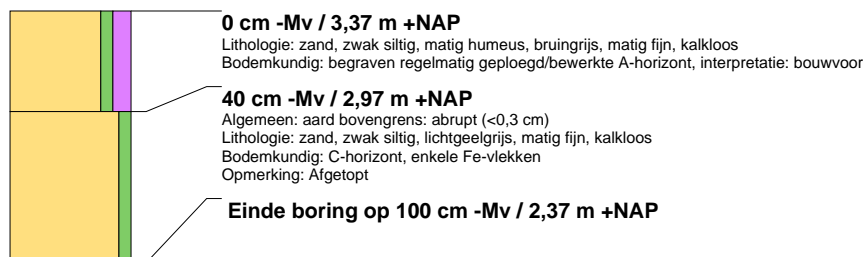 0 cm -Mv / 3,37 m +NAP
Lithologie: zand, zwak siltig, matig humeus, bruingrijs, matig fijn, kalkloos
Bodemkundig: begraven regelmatig geploegd/bewerkte A-horizont, interpretatie: bouwvoor
40 cm -Mv / 2,97 m +NAP
Algemeen: aard bovengrens: abrupt (<0,3 cm)
Lithologie: zand, zwak siltig, lichtgeelgrijs, matig fijn, kalkloos
Bodemkundig: C-horizont, enkele Fe-vlekken
Opmerking: Afgetopt
Einde boring op 100 cm -Mv / 2,37 m +NAP